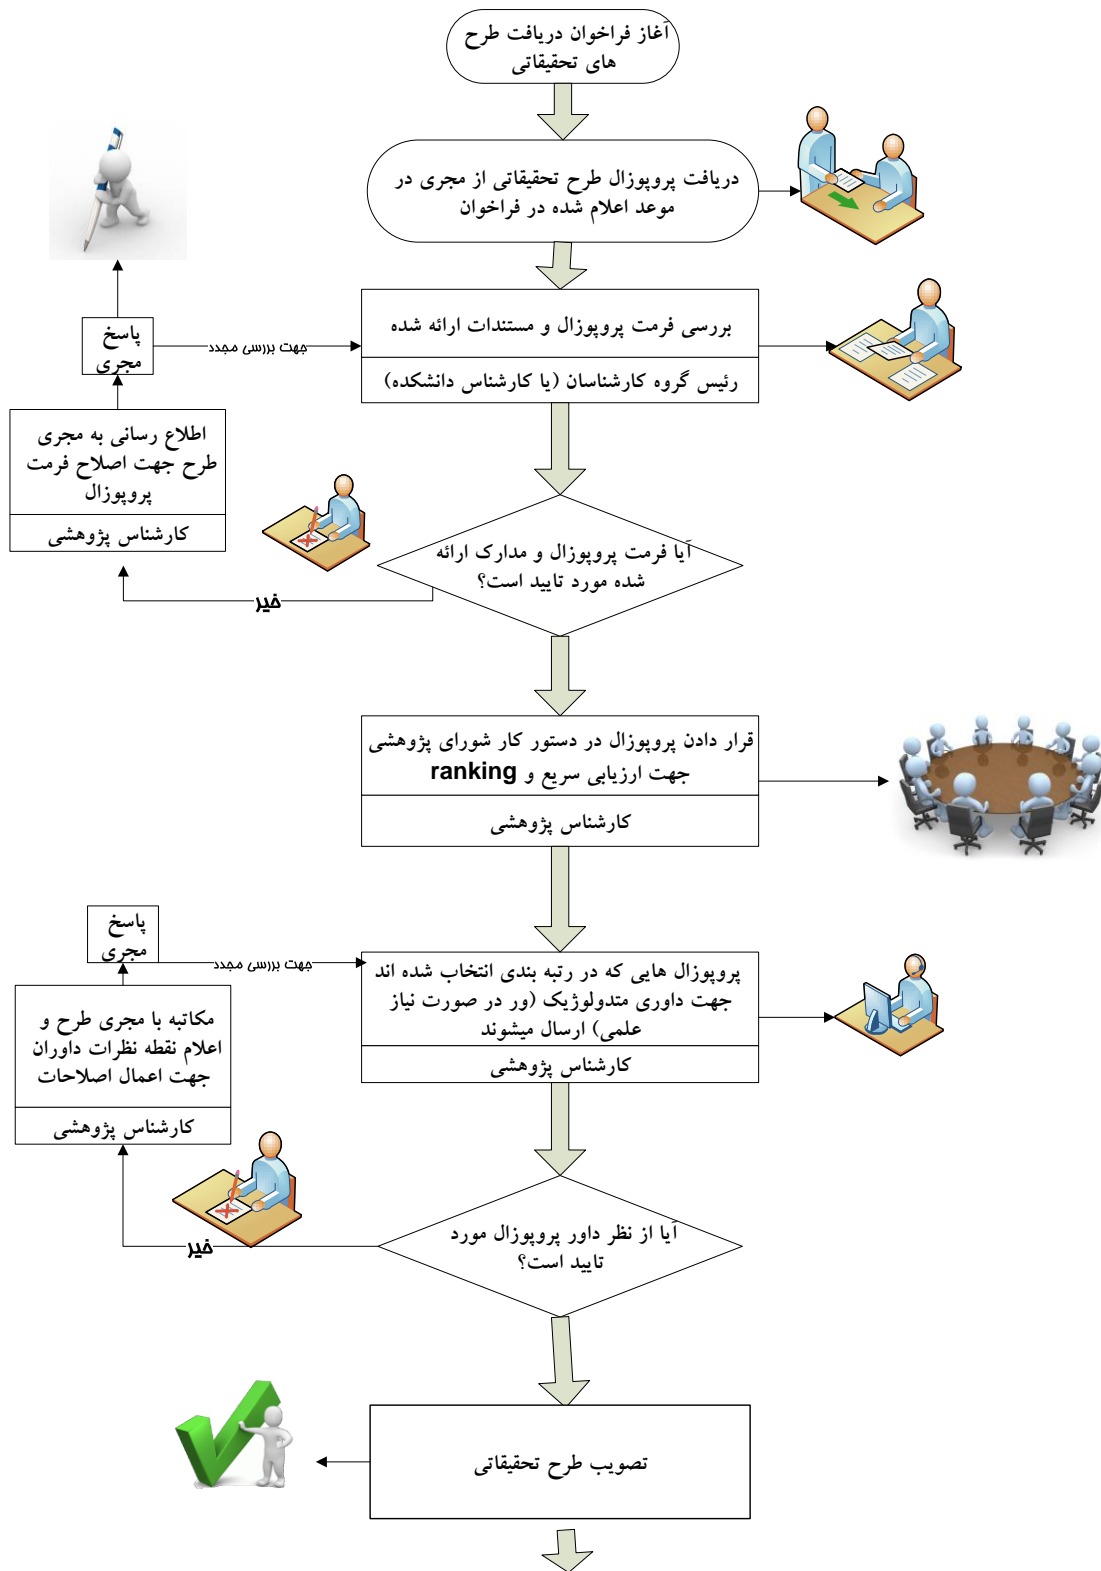 آغاز فراخوان دریافت طرح
های تحقیقاتی
دریافت پروپوزال طرح تحقیقاتی از مجری در
موعد اعلام شده در فراخوان
بررسی فرمت پروپوزال و مستندات ارائه شده
رئیس گروه کارشناسان (یا کارشناس دانشکده)
پاسخ
مجری
جهت بررسی مجدد
اطلاع رسانی به مجری
طرح جهت اصلاح فرمت
پروپوزال
کارشناس پژوهشی
آیا فرمت پروپوزال و مدارک ارائه
شده مورد تایید است؟
خیر
قرار دادن پروپوزال در دستور کار شورای پژوهشی
جهت ارزیابی سریع و ranking
کارشناس پژوهشی
پاسخ
مجری
جهت بررسی مجدد
پروپوزال هایی که در رتبه بندی انتخاب شده اند
جهت داوری متدولوژیک (ور در صورت نیاز
علمی) ارسال میشوند
کارشناس پژوهشی
مکاتبه با مجری طرح و
اعلام نقطه نظرات داوران
جهت اعمال اصلاحات
کارشناس پژوهشی
آیا از نظر داور پروپوزال مورد
تایید است؟
خیر
تصویب طرح تحقیقاتی